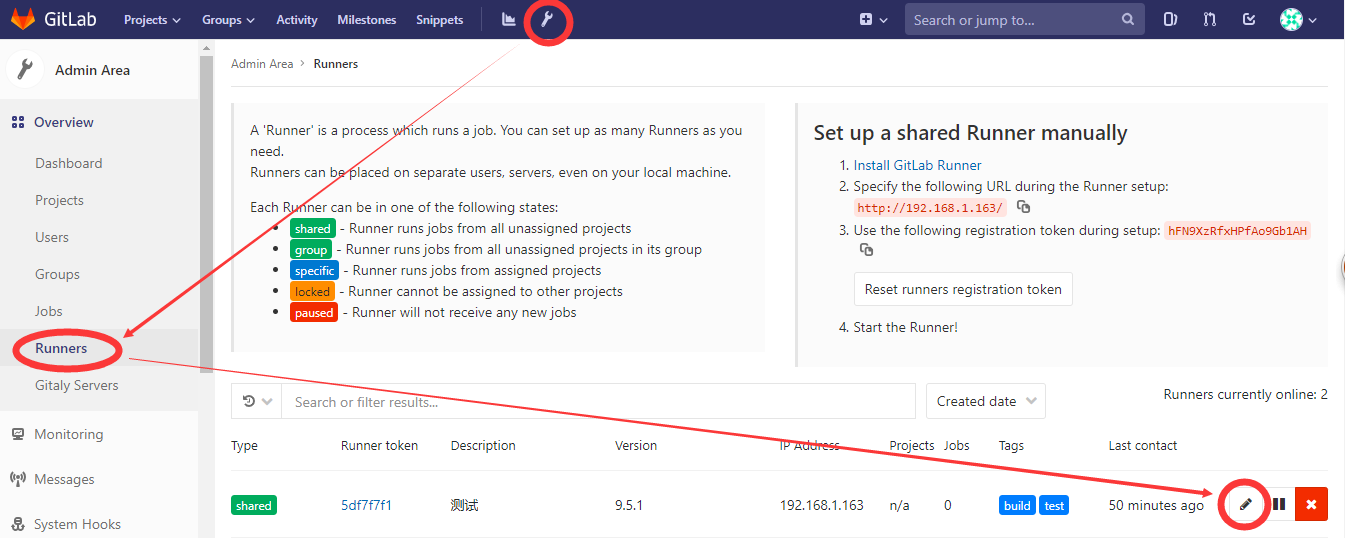 GitLab
Projects
Groups
Activity
Milestones
Snippets
Search or jump to...
Admin Area
Overview
Dashboard
Projects
Users
Groups
Jobs
Runners
Gitaly Servers
Monitoring
Messages
System Hooks
Admin Area > Runners
A 'Runner' is a process which runs a job. You can set up as many Runners as you
need.
Runners can be placed on separate users, servers, even on your local machine.
Each Runner can be in one of the following states:
shared - Runner runs jobs from all unassigned projects
group - Runner runs jobs from all unassigned projects in its group
specific - Runner runs jobs from assigned projects
locked - Runner cannot be assigned to other projects
paused - Runner will not receive any new jobs
Set up a shared Runner manually
1. Install GitLab Runner
2. Specify the following URL during the Runner setup:
http://192.168.1.163/
3. Use the following registration token during setup: hFN9XzRfxHPfAo9Gb1AH
Reset runners registration token
4. Start the Runner!
Search or filter results...
Created date
Runners currently online: 2
Type Runner token Description Version IP Address Projects Jobs Tags Last contact
shared 5df7f7f1 测试 9.5.1 192.168.1.163 n/a 0 build test 50 minutes ago